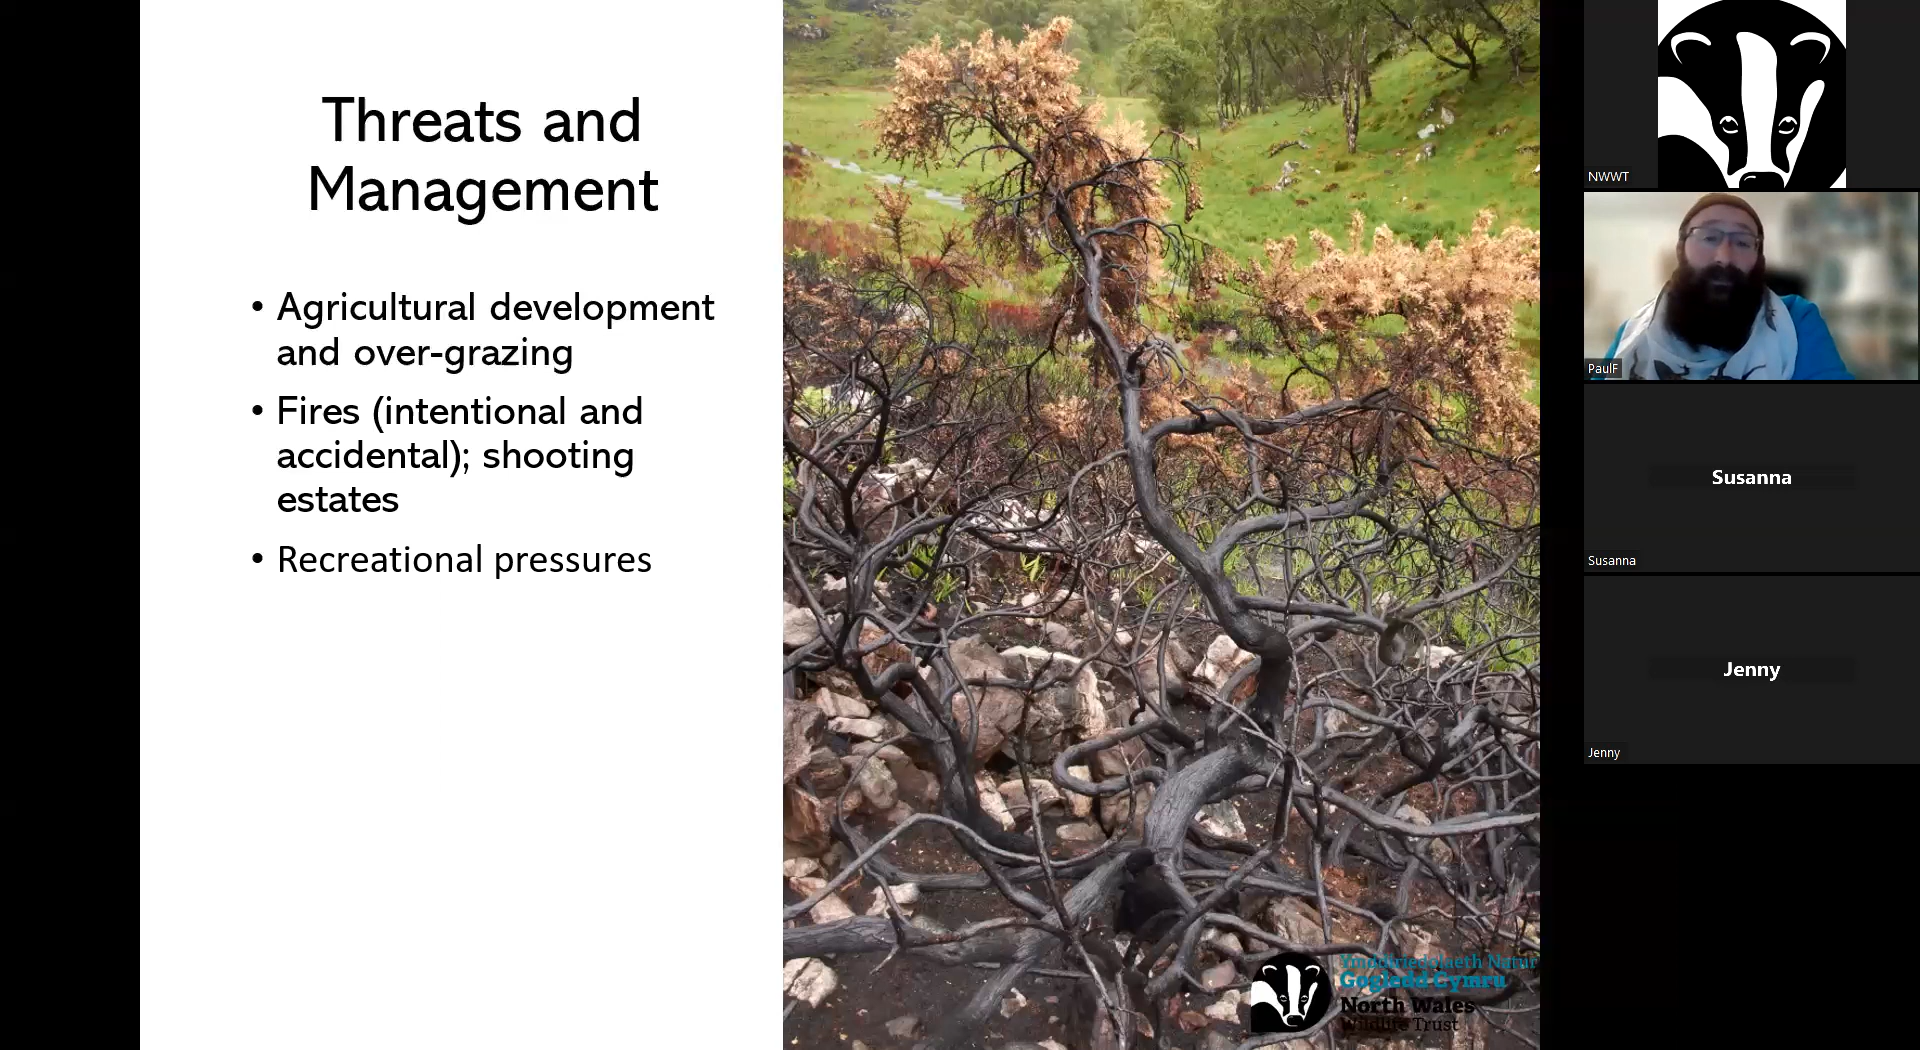 Threats and
Management
• Agricultural development
and over-grazing
• Fires (intentional and
accidental); shooting
estates
• Recreational pressures
Ymddiriedolaeth Natur
Gogledd Cymru
North Wales
Wildlife Trust
NWWT
PaulF
Susanna
Susanna
Jenny
Jenny